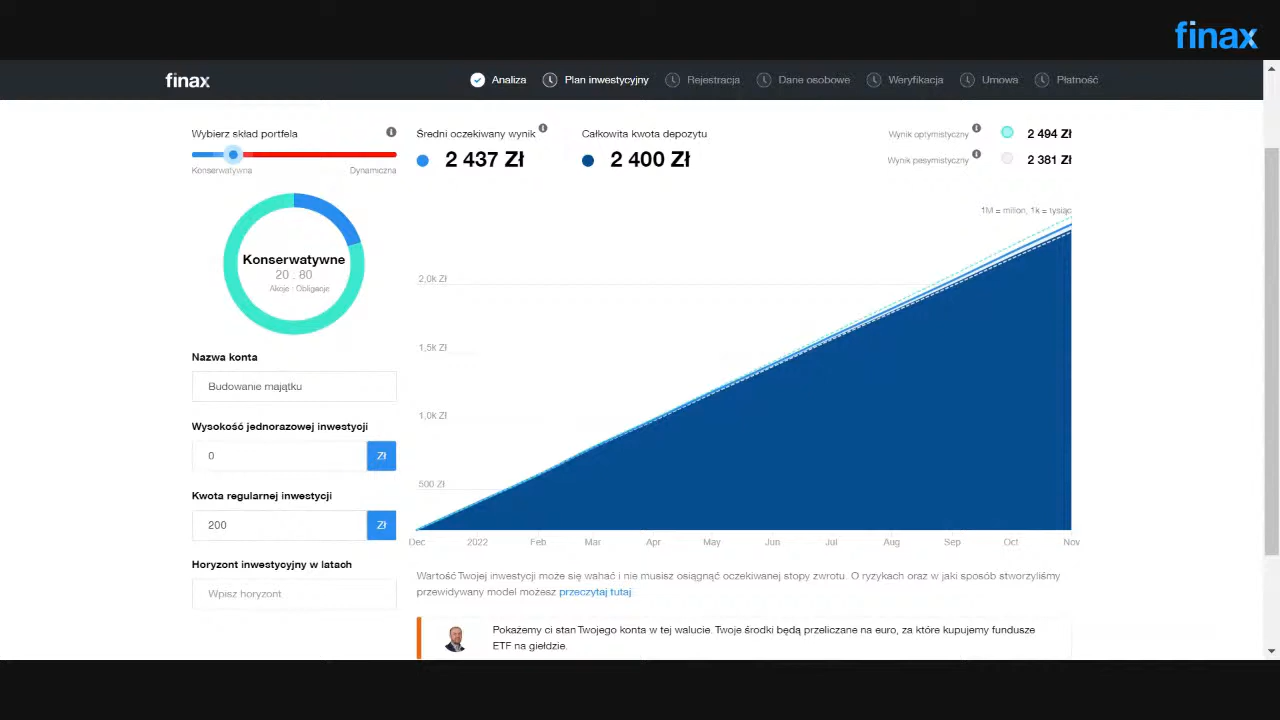 finax
finax
Analiza
Plan inwestycyjny
Rejestracja
Dane osobowe
Weryfikacja
Umowa
Płatność
Wybierz skład portfela
Konserwatywna
Dynamiczna
Konserwatywne
20 : 80
Akcje : Obligacje
Nazwa konta
Budowanie majątku
Wysokość jednorazowej inwestycji
0
Zł
Kwota regularnej inwestycji
200
Zł
Horyzont inwestycyjny w latach
Wpisz horyzont
Średni oczekiwany wynik
2 437 Zł
Całkowita kwota depozytu
2 400 Zł
Wynik optymistyczny
2 494 Zł
Wynik pesymistyczny
2 381 Zł
1M = milion, 1k = tysiąc
2,0k Zł
1,5k Zł
1,0k Zł
500 Zł
Dec 2022 Feb Mar Apr May Jun Jul Aug Sep Oct Nov
Wartość Twojej inwestycji może się wahać i nie musisz osiągnąć oczekiwanej stopy zwrotu. O ryzykach oraz w jaki sposób stworzyliśmy
przewidywany model możesz przeczytaj tutaj.
Pokażemy ci stan Twojego konta w tej walucie. Twoje środki będą przeliczane na euro, za które kupujemy fundusze
ETF na giełdzie.